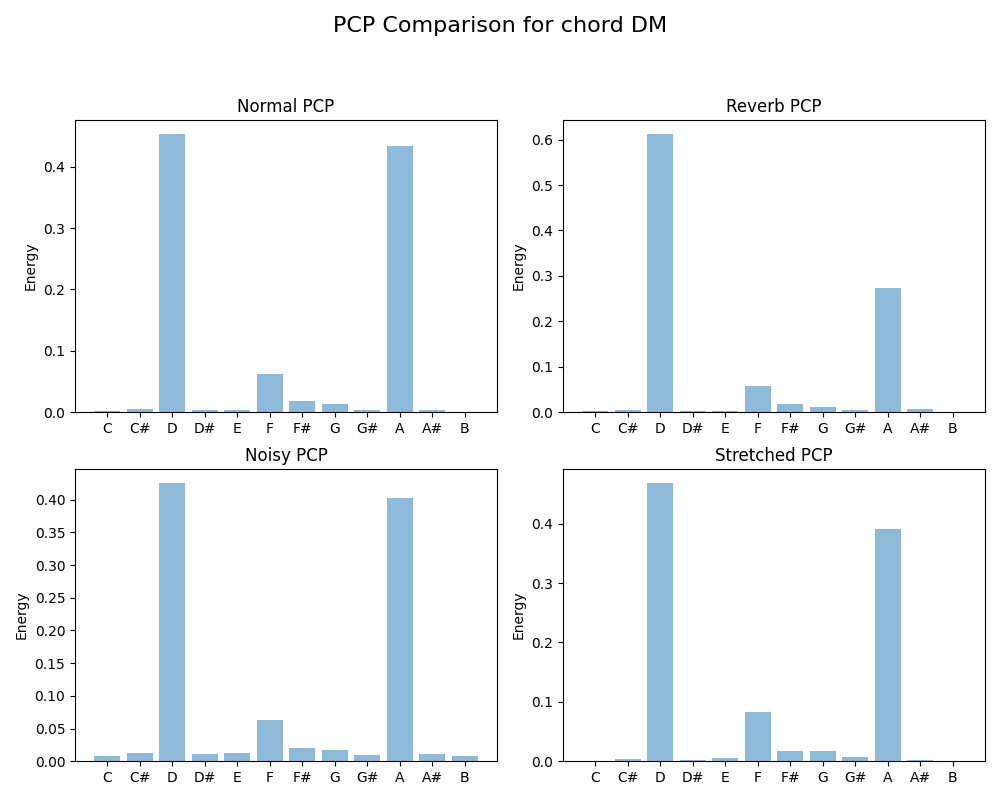 PCP Comparison for chord DM
Normal PCP
Energy
0.4
0.3
0.2
0.1
0.0
C C# D D# E F F# G G# A A# B
Reverb PCP
Energy
0.6
0.5
0.4
0.3
0.2
0.1
0.0
C C# D D# E F F# G G# A A# B
Noisy PCP
Energy
0.40
0.35
0.30
0.25
0.20
0.15
0.10
0.05
0.00
C C# D D# E F F# G G# A A# B
Stretched PCP
Energy
0.4
0.3
0.2
0.1
0.0
C C# D D# E F F# G G# A A# B